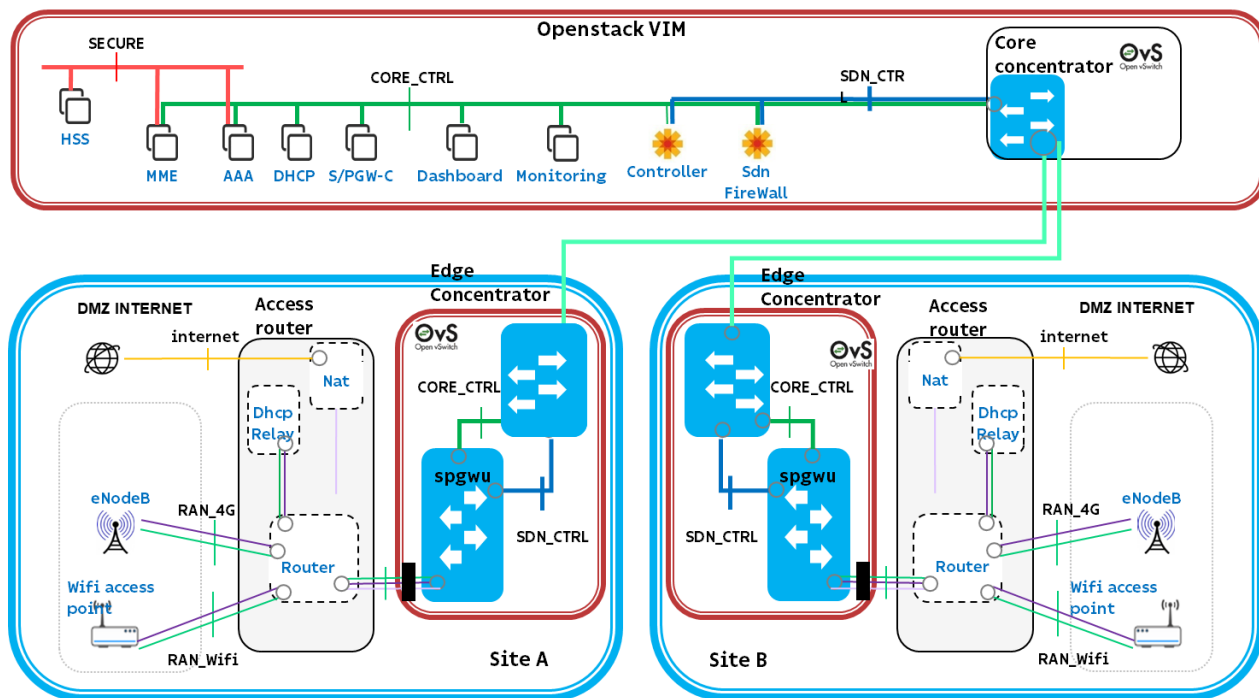 Openstack VIM
SECURE
CORE_CTRL
SDN_CTR
L
Core
concentrator
OvS
Open vSwitch
HSS
MME
AAA
DHCP
S/PGW-C
Dashboard
Monitoring
Controller
Sdn
FireWall
Edge
Concentrator
DMZ INTERNET
Access
router
internet
OvS
Open vSwitch
Nat
CORE_CTRL
Dhcp
Relay
spgwu
eNodeB
RAN_4G
SDN_CTRL
Router
Wifi access
point
RAN_Wifi
Site A
Edge
Concentrator
Access
router
DMZ INTERNET
internet
OvS
Open vSwitch
Nat
CORE_CTRL
Dhcp
Relay
spgwu
eNodeB
RAN_4G
SDN_CTRL
Router
Wifi access
point
RAN_Wifi
Site B